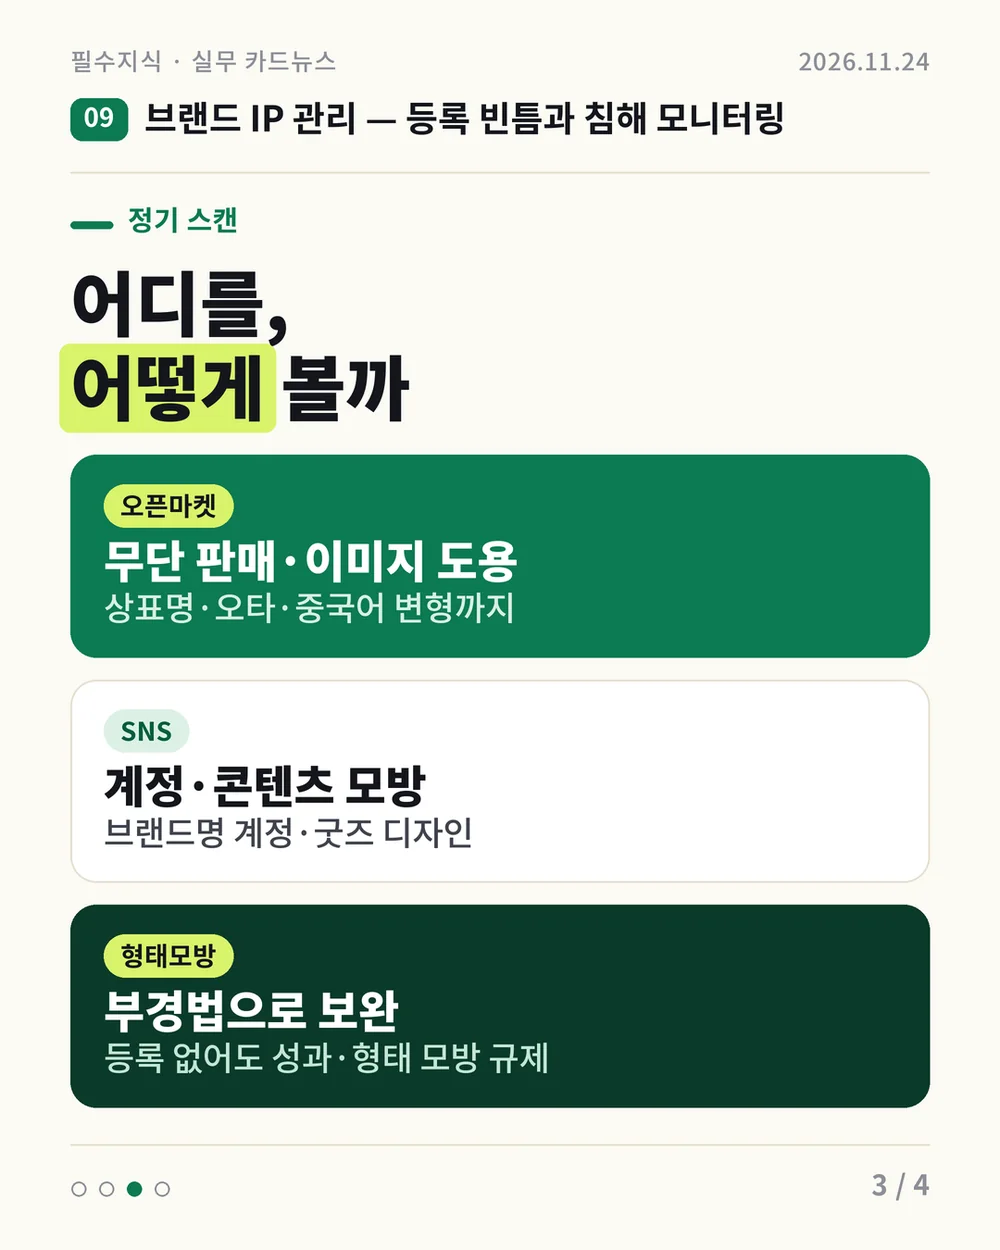 필수지식 · 실무 카드뉴스
2026.11.24
09 브랜드 IP 관리 — 등록 빈틈과 침해 모니터링
정기 스캔
어디를,
어떻게 볼까
오픈마켓
무단 판매·이미지 도용
상표명·오타·중국어 변형까지
SNS
계정·콘텐츠 모방
브랜드명 계정·굿즈 디자인
형태모방
부경법으로 보완
등록 없어도 성과·형태 모방 규제
3 / 4